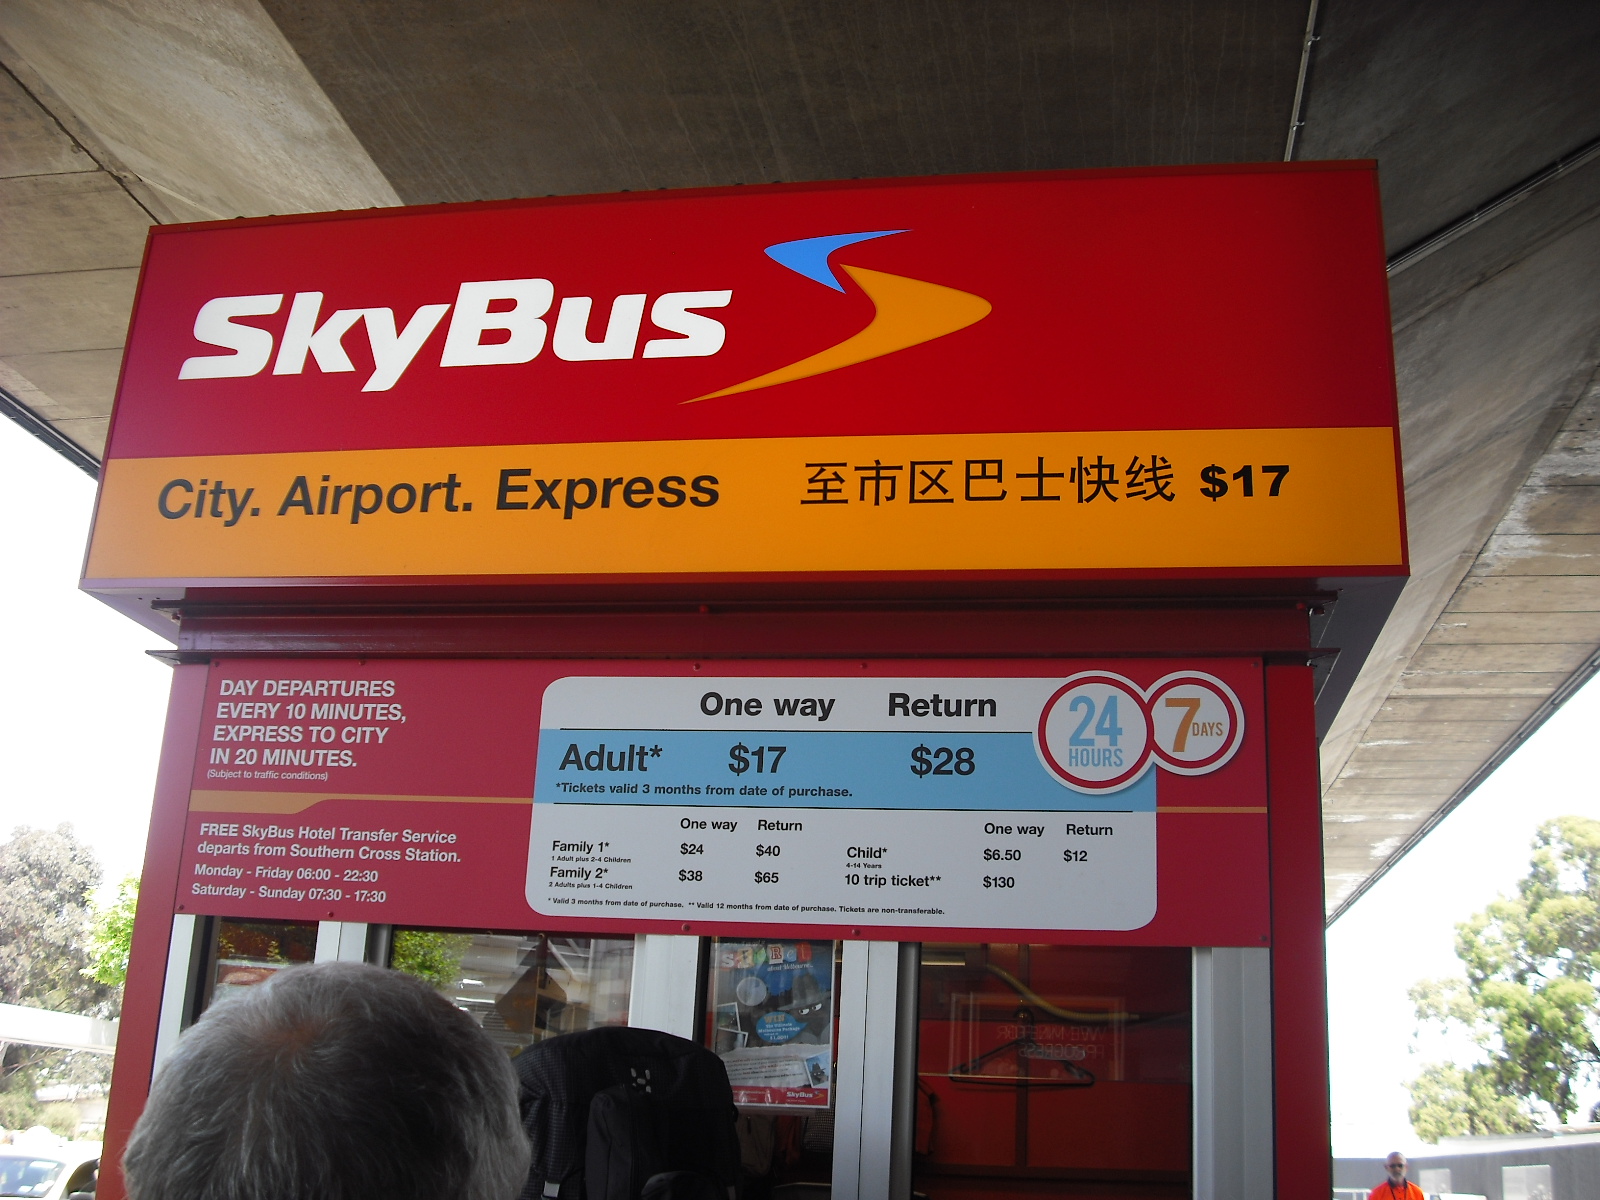 SkyBus
City. Airport. Express 至市区巴士快线 $17
DAY DEPARTURES
EVERY 10 MINUTES,
EXPRESS TO CITY
IN 20 MINUTES.
(Subject to traffic conditions)
FREE SkyBus Hotel Transfer Service
departs from Southern Cross Station.
Monday - Friday 06:00 - 22:30
Saturday - Sunday 07:30 - 17:30
One way Return
Adult* $17 $28
*Tickets valid 3 months from date of purchase.
24 HOURS
7 DAYS
One way Return
Family 1* $24 $40
1 Adult plus 2-4 Children
Family 2* $38 $65
2 Adults plus 1-4 Children
One way Return
Child* $6.50 $12
4-14 Years
10 trip ticket** $130
* Valid 3 months from date of purchase. ** Valid 12 months from date of purchase. Tickets are non-transferable.
about Melbourne...
WIN
SkyBus